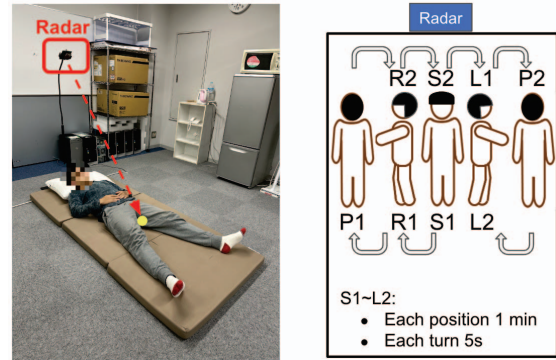 Radar
Radar
R2 S2 L1 P2
P1 R1 S1 L2
S1~L2:
• Each position 1 min
• Each turn 5s